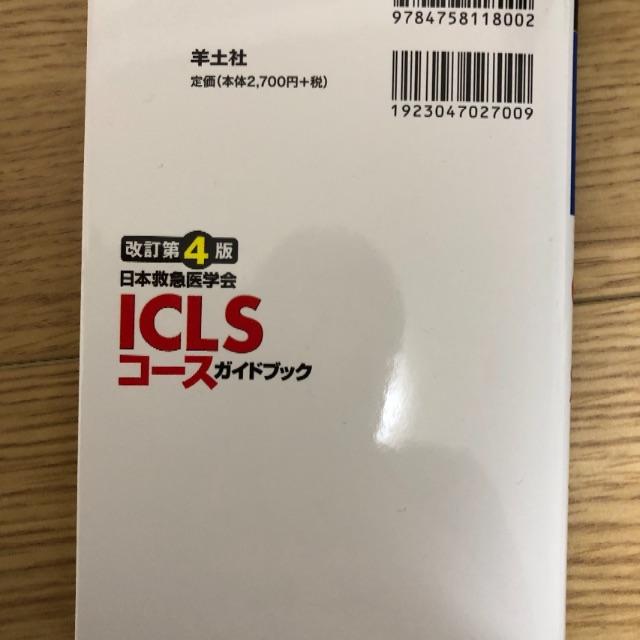 9784758118002
羊土社
定価(本体2,700円+税)
1923047027009
改訂第4版
日本救急医学会
ICLS
コースガイドブック